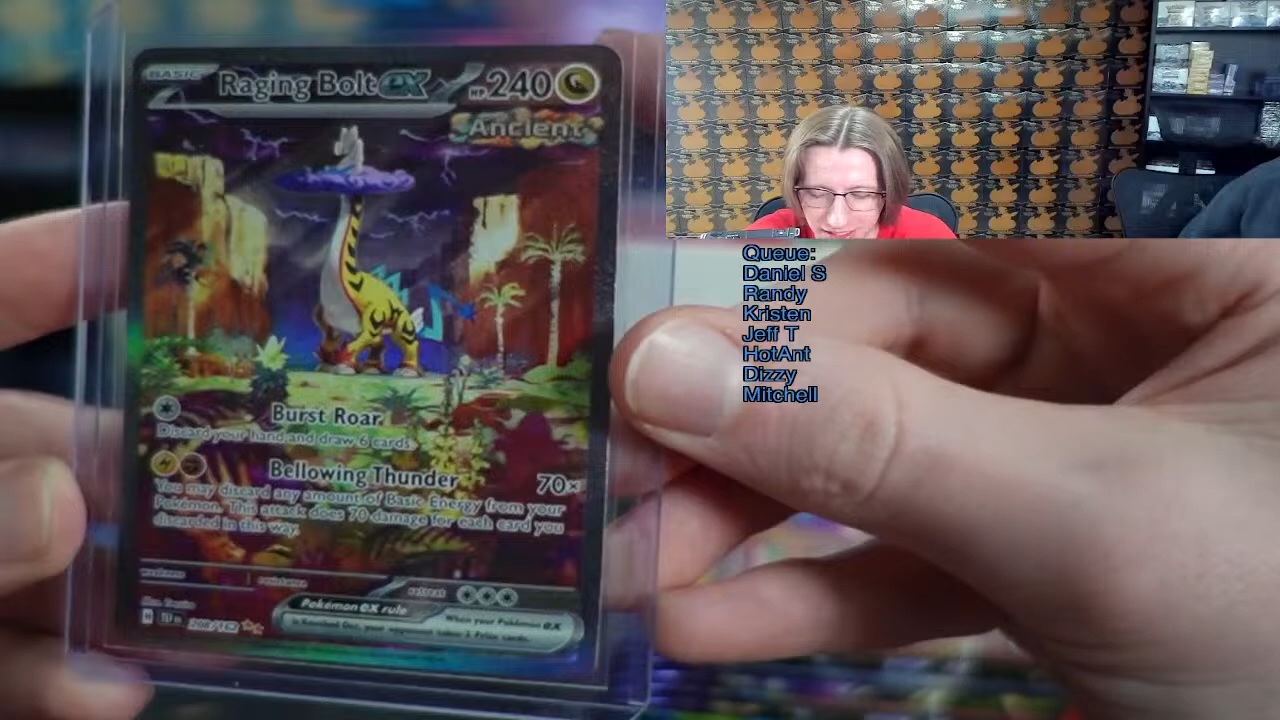 BASIC
Raging Bolt ex HP 240
Ancient
Burst Roar
Discard your hand and draw 6 cards.
Bellowing Thunder 70×
You may discard any amount of Basic Energy from your
Pokémon. This attack does 70 damage for each card you
discarded in this way.
weakness resistance
retreat
Pokémon ex rule
When your Pokémon ex
is Knocked Out, your opponent takes 2 Prize cards.
208/162
Queue:
Daniel S
Randy
Kristen
Jeff T
HotAnt
Dizzy
Mitchell